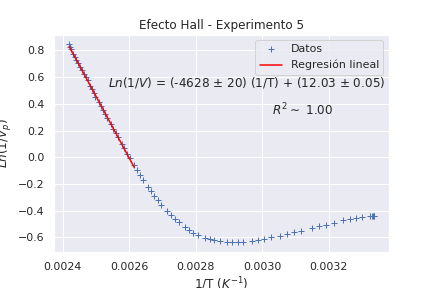 Efecto Hall - Experimento 5
Datos
Regresión lineal
Ln(1/V) = (-4628 ± 20) (1/T) + (12.03 ± 0.05)
R² ~ 1.00
Ln(1/Vₚ)
0.8
0.6
0.4
0.2
0.0
−0.2
−0.4
−0.6
0.0024 0.0026 0.0028 0.0030 0.0032
1/T (K⁻¹)